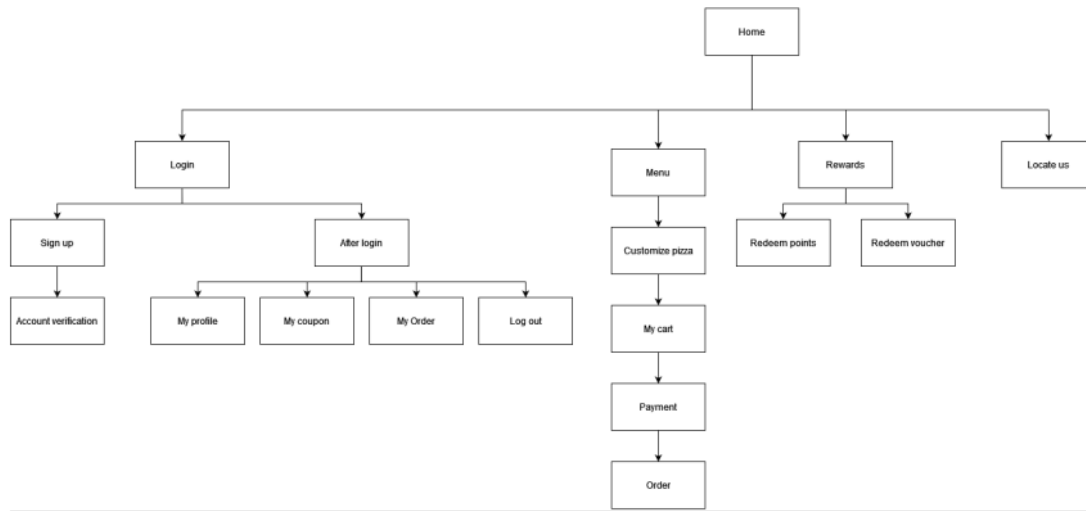 Home
Login
Menu
Rewards
Locate us
Sign up
After login
Customize pizza
Redeem points
Redeem voucher
Account verification
My profile
My coupon
My Order
Log out
My cart
Payment
Order